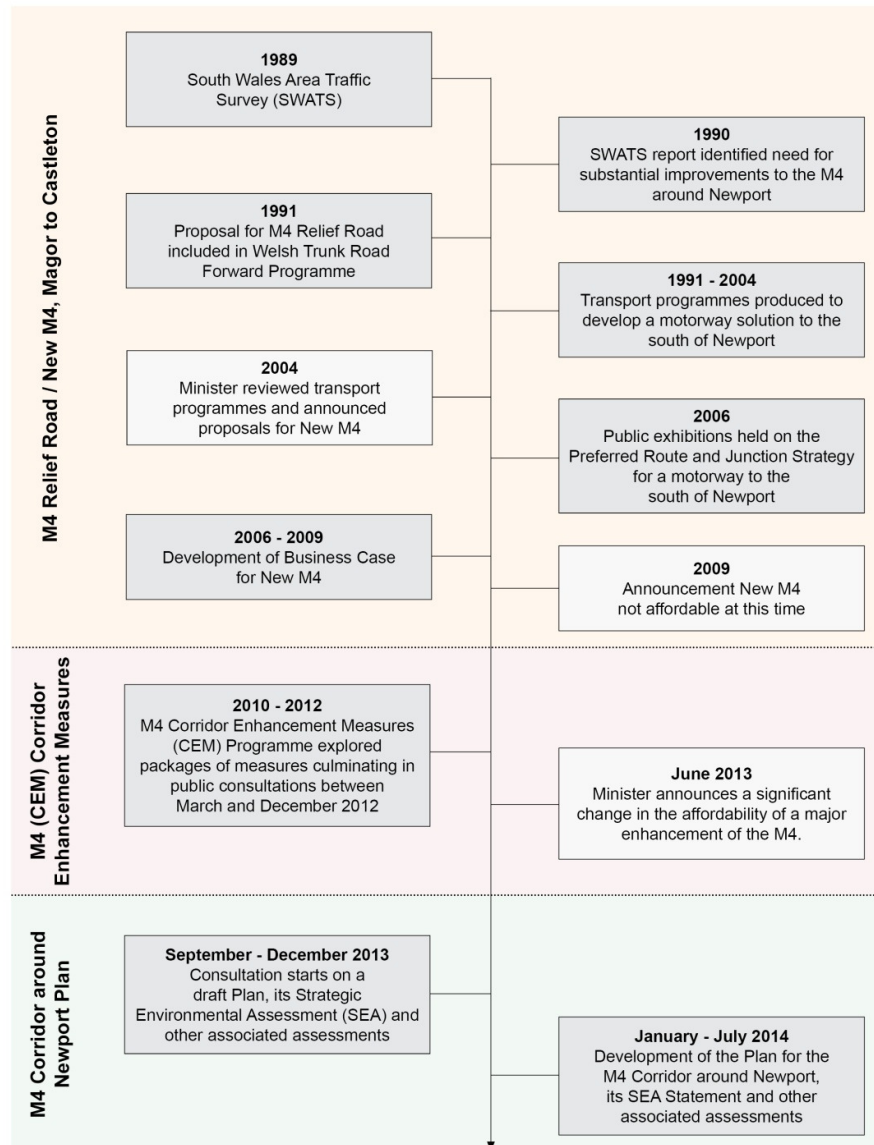 M4 Relief Road / New M4, Magor to Castleton
1989
South Wales Area Traffic
Survey (SWATS)
1990
SWATS report identified need for
substantial improvements to the M4
around Newport
1991
Proposal for M4 Relief Road
included in Welsh Trunk Road
Forward Programme
1991 - 2004
Transport programmes produced to
develop a motorway solution to the
south of Newport
2004
Minister reviewed transport
programmes and announced
proposals for New M4
2006
Public exhibitions held on the
Preferred Route and Junction Strategy
for a motorway to the
south of Newport
2006 - 2009
Development of Business Case
for New M4
2009
Announcement New M4
not affordable at this time
M4 (CEM) Corridor
Enhancement Measures
2010 - 2012
M4 Corridor Enhancement Measures
(CEM) Programme explored
packages of measures culminating in
public consultations between
March and December 2012
June 2013
Minister announces a significant
change in the affordability of a major
enhancement of the M4.
M4 Corridor around
Newport Plan
September - December 2013
Consultation starts on a
draft Plan, its Strategic
Environmental Assessment (SEA) and
other associated assessments
January - July 2014
Development of the Plan for the
M4 Corridor around Newport,
its SEA Statement and other
associated assessments